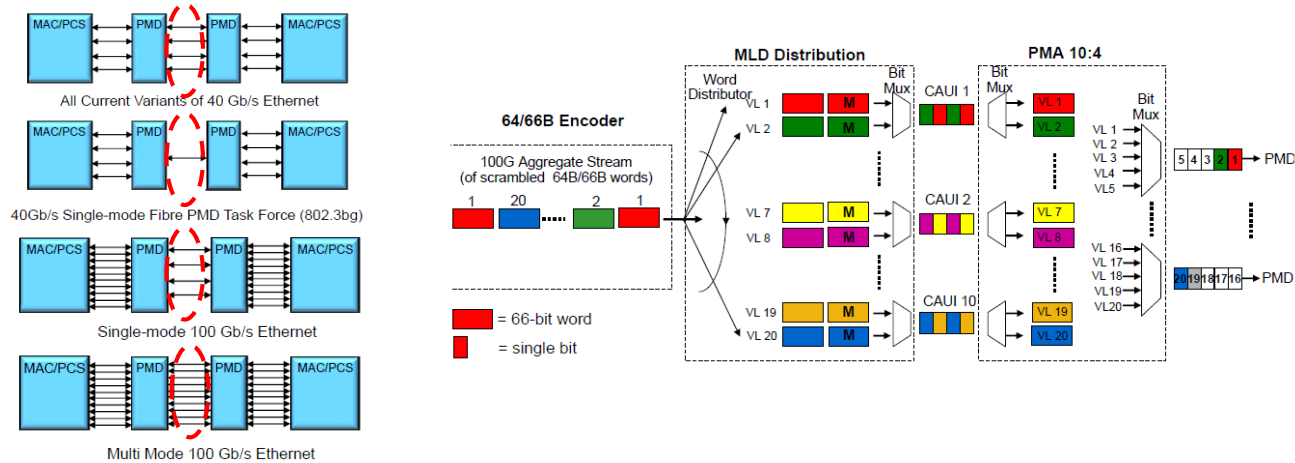 MAC/PCS PMD PMD MAC/PCS
All Current Variants of 40 Gb/s Ethernet
MAC/PCS PMD PMD MAC/PCS
40Gb/s Single-mode Fibre PMD Task Force (802.3bg)
MAC/PCS PMD PMD MAC/PCS
Single-mode 100 Gb/s Ethernet
MAC/PCS PMD PMD MAC/PCS
Multi Mode 100 Gb/s Ethernet
64/66B Encoder
100G Aggregate Stream
(of scrambled 64B/66B words)
1 20 2 1
= 66-bit word
= single bit
MLD Distribution
Word
Distributor
Bit
Mux
VL 1 M
VL 2 M
VL 7 M
VL 8 M
VL 19 M
VL 20 M
CAUI 1
CAUI 2
CAUI 10
PMA 10:4
Bit
Mux
VL 1
VL 2
VL 7
VL 8
VL 19
VL 20
Bit
Mux
VL 1
VL 2
VL 3
VL4
VL5
5 4 3 2 1 PMD
VL 16
VL 17
VL 18
VL19
VL20
20 19 18 17 16 PMD